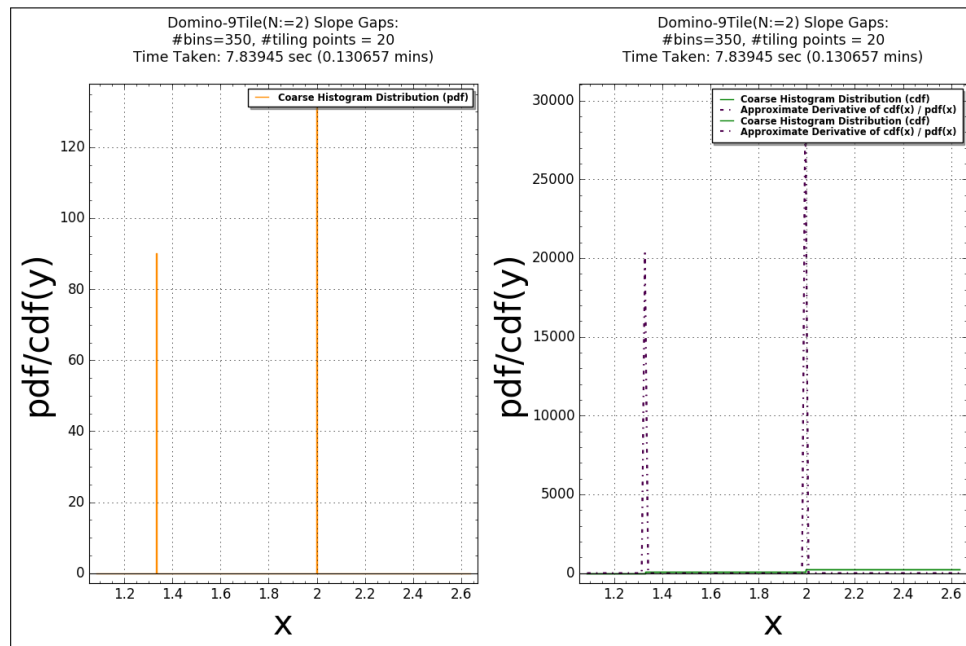 Domino-9Tile(N:=2) Slope Gaps:
#bins=350, #tiling points = 20
Time Taken: 7.83945 sec (0.130657 mins)
Coarse Histogram Distribution (pdf)
120
100
80
60
40
20
0
pdf/cdf(y)
1.2 1.4 1.6 1.8 2 2.2 2.4 2.6
x
Domino-9Tile(N:=2) Slope Gaps:
#bins=350, #tiling points = 20
Time Taken: 7.83945 sec (0.130657 mins)
Coarse Histogram Distribution (cdf)
Approximate Derivative of cdf(x) / pdf(x)
Coarse Histogram Distribution (cdf)
Approximate Derivative of cdf(x) / pdf(x)
30000
25000
20000
15000
10000
5000
0
pdf/cdf(y)
1.2 1.4 1.6 1.8 2 2.2 2.4 2.6
x